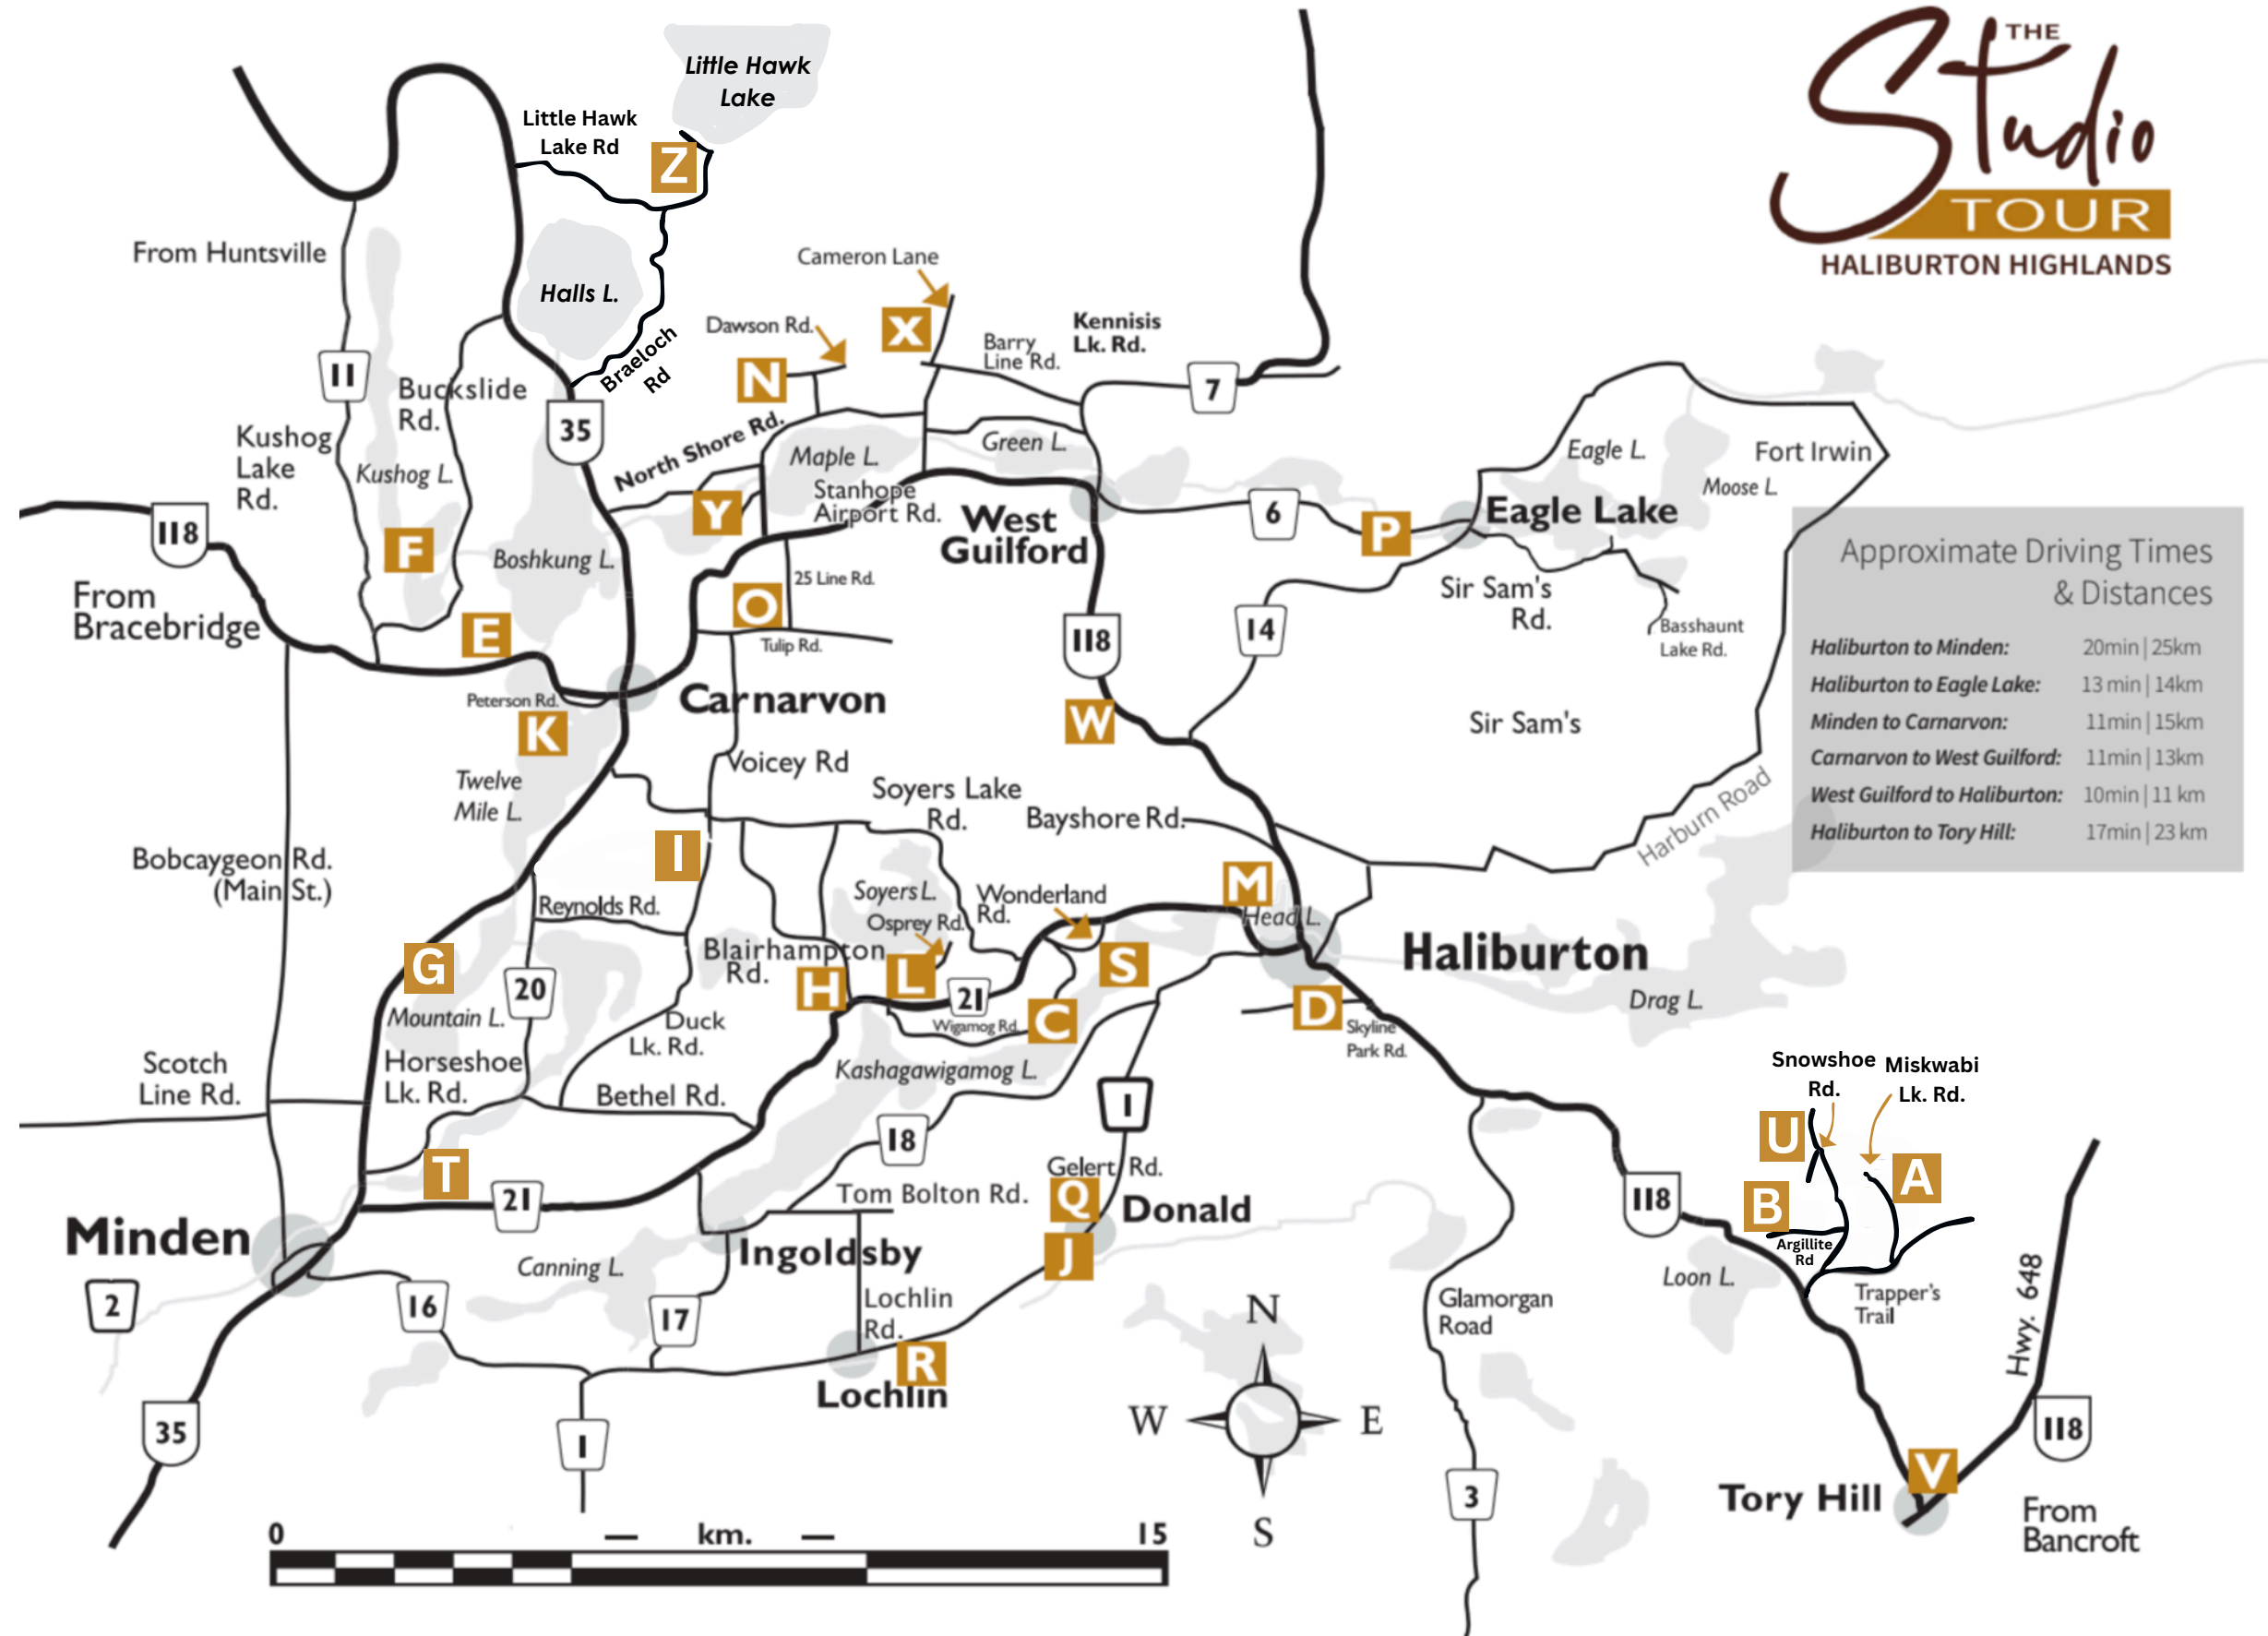 THE
Studio
TOUR
HALIBURTON HIGHLANDS
Little Hawk
Lake
Little Hawk
Lake Rd
Z
From Huntsville
Halls L.
Braeloch
Rd
Cameron Lane
X
Dawson Rd.
N
Barry
Line Rd.
Kennisis
Lk. Rd.
7
11
Buckslide
Rd.
35
Kushog
Lake
Rd.
Kushog L.
North Shore Rd.
Maple L.
Green L.
Stanhope
Airport Rd.
Y
West
Guilford
6
P
Eagle Lake
Eagle L.
Fort Irwin
Moose L.
118
From
Bracebridge
F
Boshkung L.
E
O
25 Line Rd.
Tulip Rd.
118
14
Sir Sam's
Rd.
Basshaunt
Lake Rd.
Sir Sam's
Approximate Driving Times
& Distances
Haliburton to Minden: 20min | 25km
Haliburton to Eagle Lake: 13 min | 14km
Minden to Carnarvon: 11min | 15km
Carnarvon to West Guilford: 11min | 13km
West Guilford to Haliburton: 10min | 11 km
Haliburton to Tory Hill: 17min | 23 km
Peterson Rd.
K
Carnarvon
W
Voicey Rd
Twelve
Mile L.
Soyers Lake
Rd.
Bayshore Rd.
Harburn Road
I
Bobcaygeon Rd.
(Main St.)
Reynolds Rd.
Soyers L.
Osprey Rd.
Wonderland
Rd.
M
Head L.
Haliburton
Blairhampton
Rd.
G
20
H
L
21
S
C
Wigamog Rd.
D
Skyline
Park Rd.
Drag L.
Mountain L.
Duck
Lk. Rd.
Scotch
Line Rd.
Horseshoe
Lk. Rd.
Bethel Rd.
Kashagawigamog L.
1
18
Snowshoe
Rd.
Miskwabi
Lk. Rd.
U
A
B
Argillite
Rd
Trapper's
Trail
T
21
Tom Bolton Rd.
Gelert Rd.
Q
Donald
J
118
Minden
2
Canning L.
Ingoldsby
Loon L.
Hwy. 648
16
17
Lochlin
Rd.
R
Lochlin
Glamorgan
Road
N
W
E
S
35
1
3
118
V
Tory Hill
From
Bancroft
0 km. 15